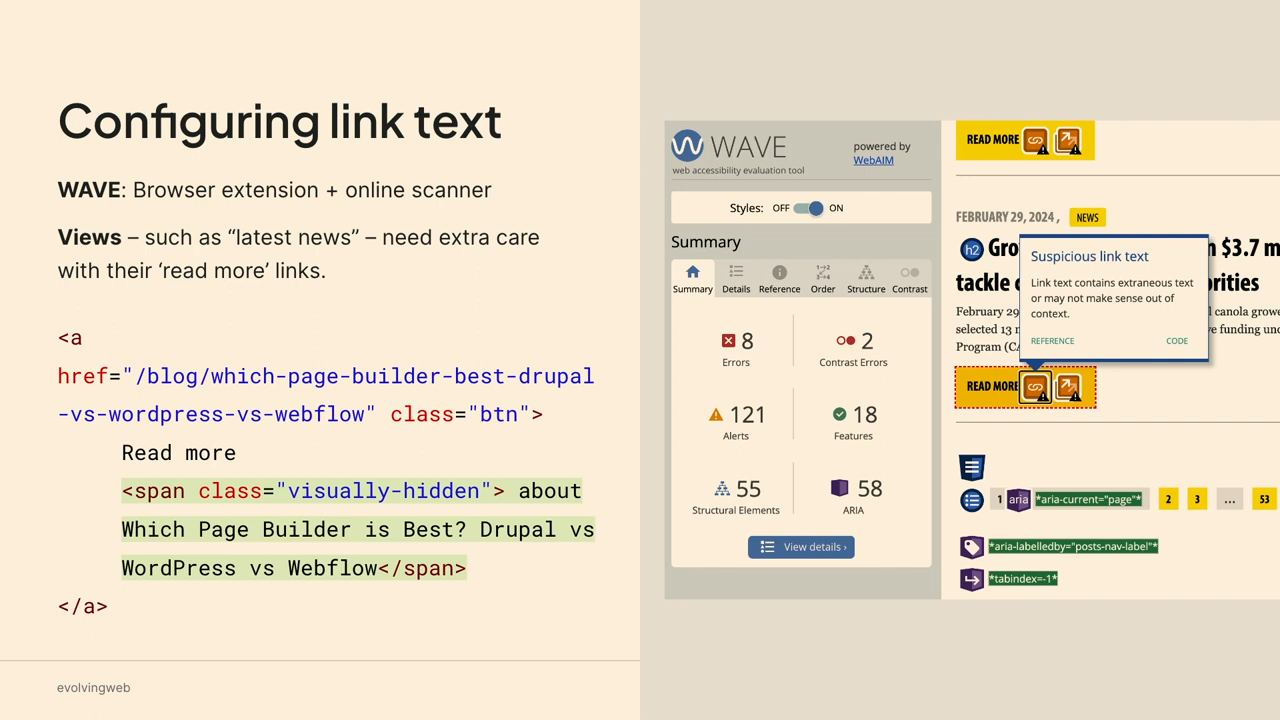 Configuring link text
WAVE: Browser extension + online scanner
Views – such as “latest news” – need extra care
with their ‘read more’ links.
<a
href="/blog/which-page-builder-best-drupal
-vs-wordpress-vs-webflow" class="btn">
Read more
<span class="visually-hidden"> about
Which Page Builder is Best? Drupal vs
WordPress vs Webflow</span>
</a>
evolvingweb
WAVE
web accessibility evaluation tool
powered by
WebAIM
Styles: OFF ON
Summary
Summary Details Reference Order Structure Contrast
8 2
Errors Contrast Errors
121 18
Alerts Features
55 58
Structural Elements ARIA
View details ›
READ MORE
FEBRUARY 29, 2024 , NEWS
h2 Gro $3.7 m
tackle
Suspicious link text
Link text contains extraneous text
or may not make sense out of
context.
REFERENCE CODE
February 29 canola growe
selected 13 funding
Program
READ MORE
1 aria *aria-current="page"* 2 3 ... 53
*aria-labelledby="posts-nav-label"*
*tabindex=-1*